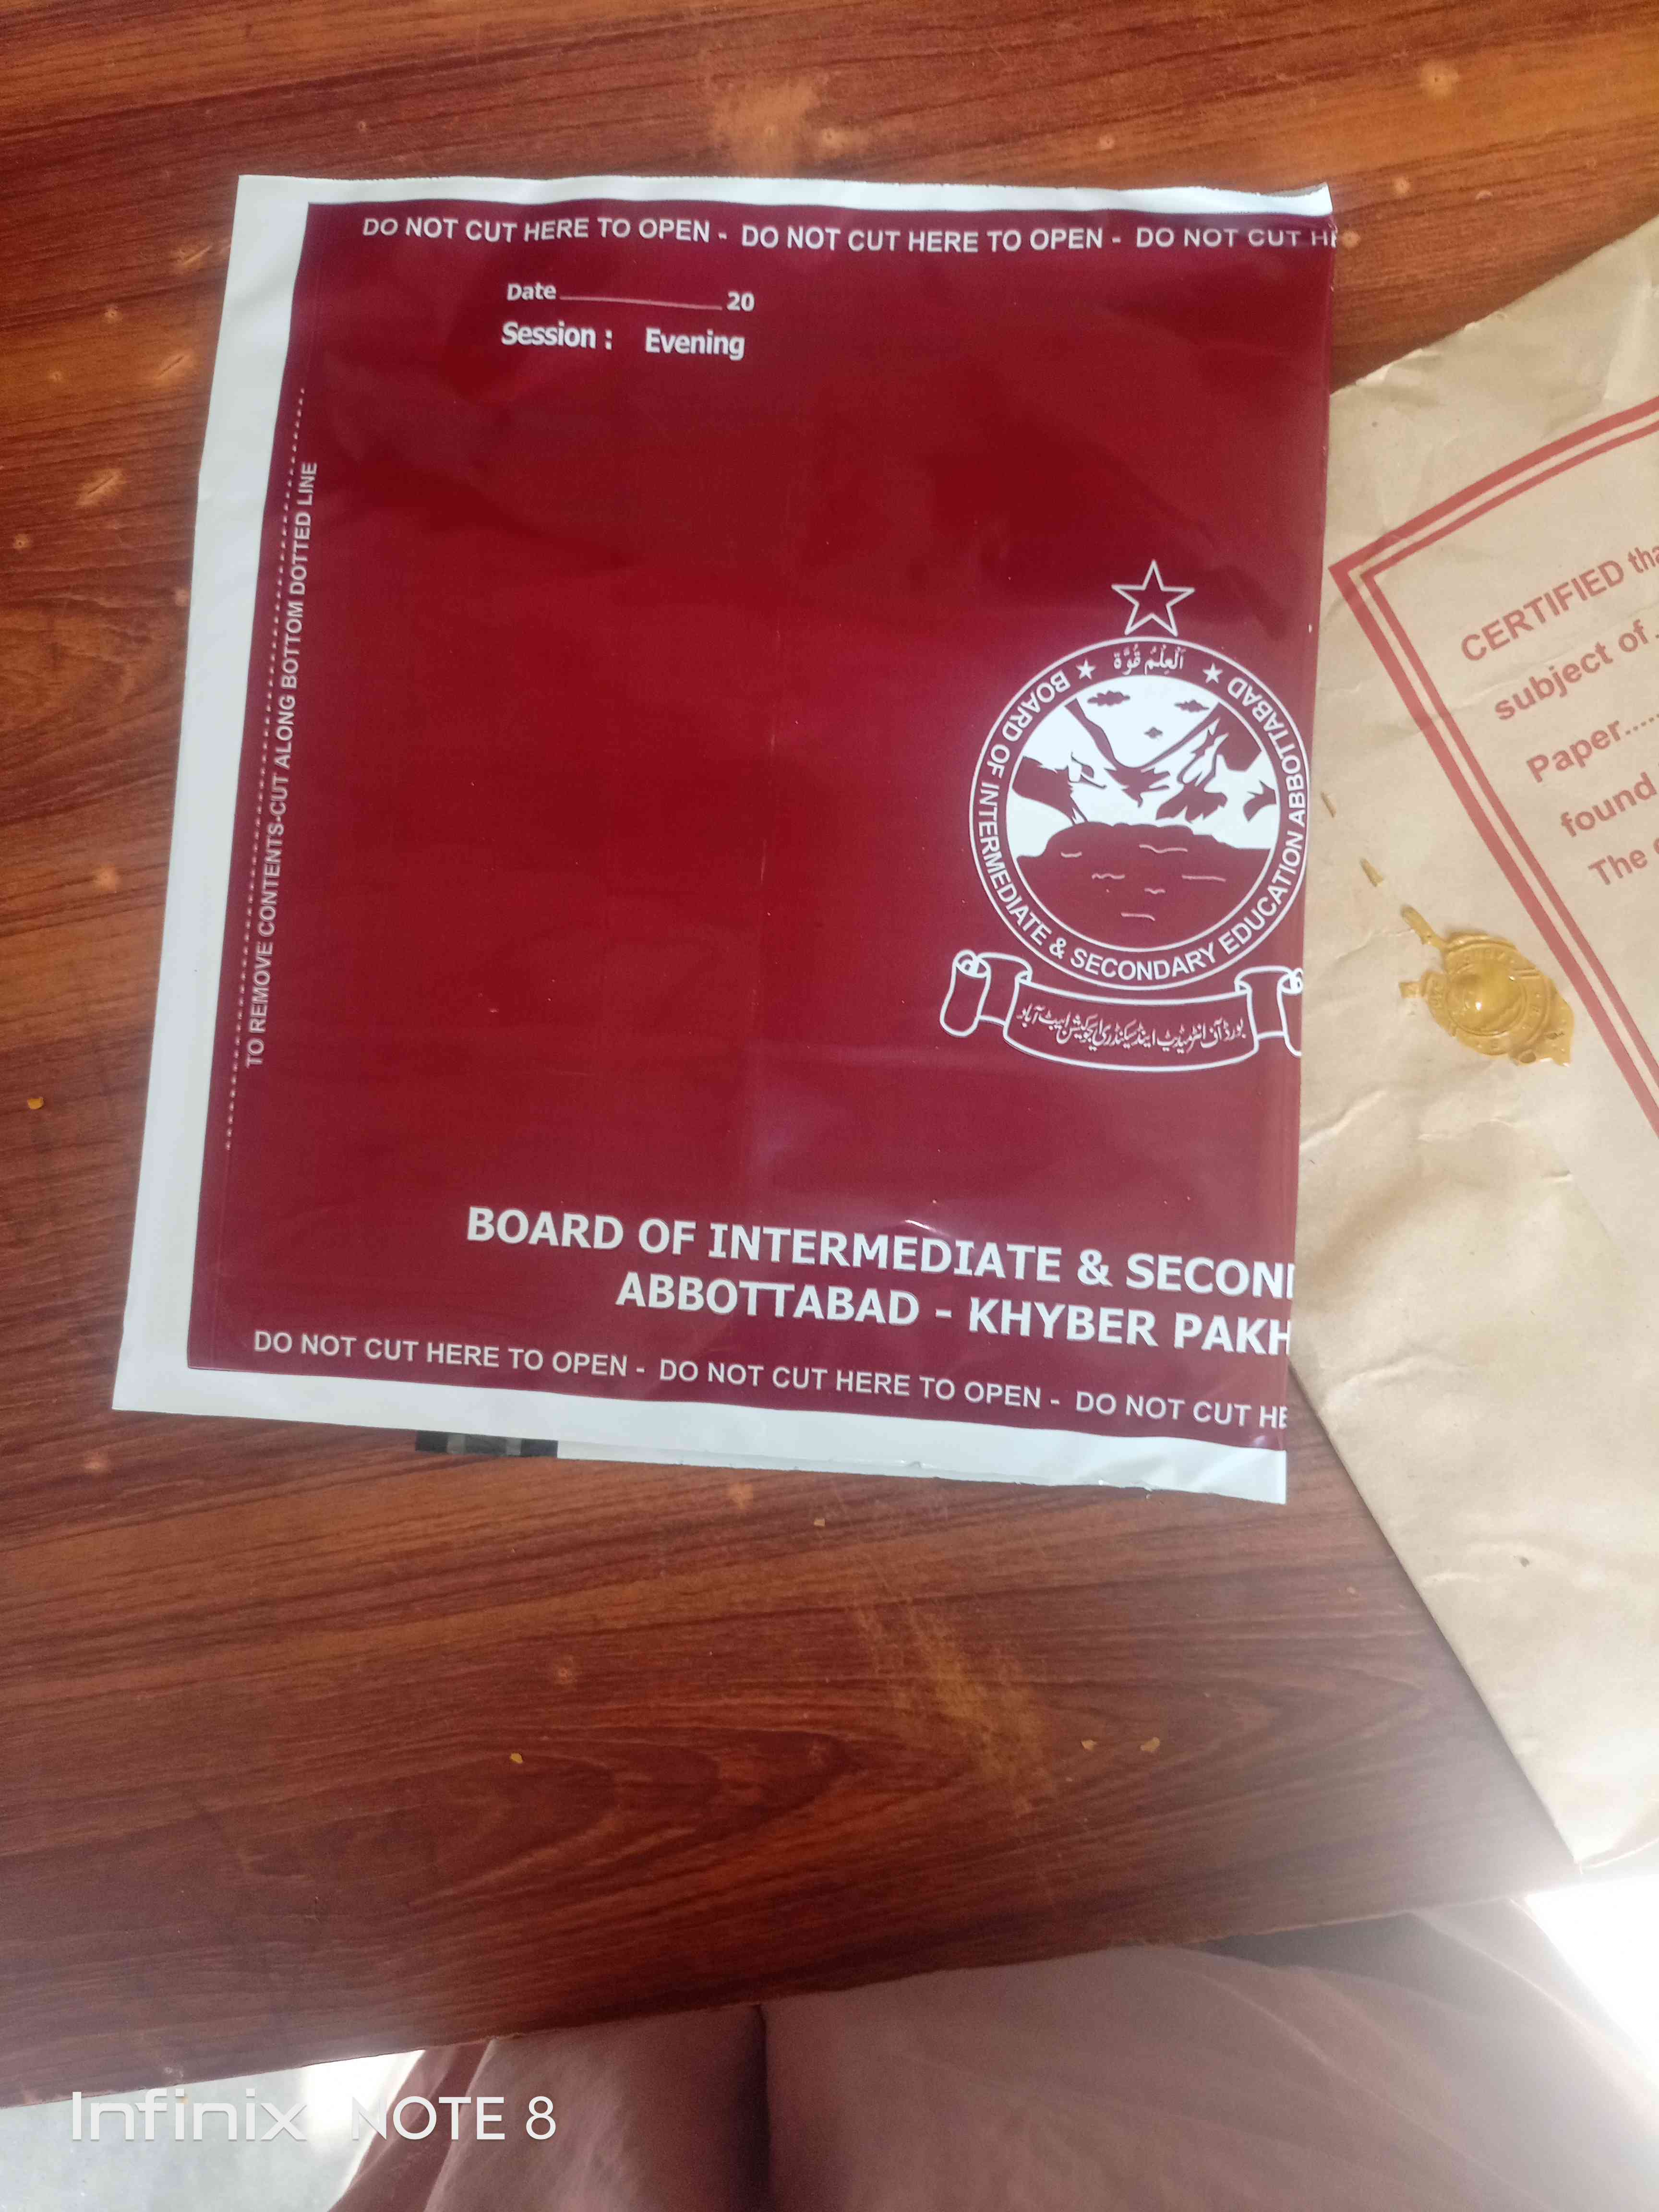 DO NOT CUT HERE TO OPEN - DO NOT CUT HERE TO OPEN - DO NOT CUT HE
Date 20
Session : Evening
TO REMOVE CONTENTS-CUT ALONG BOTTOM DOTTED LINE
اَلْعِلْمُ قُوَّة
★ BOARD OF INTERMEDIATE & SECONDARY EDUCATION ABBOTTABAD ★
بورڈ آف انٹرمیڈیٹ اینڈ سیکنڈری ایجوکیشن ایبٹ آباد
BOARD OF INTERMEDIATE & SECON
ABBOTTABAD - KHYBER PAKH
DO NOT CUT HERE TO OPEN - DO NOT CUT HERE TO OPEN - DO NOT CUT HE
CERTIFIED tha
subject of
Paper......
found
The
Infinix NOTE 8